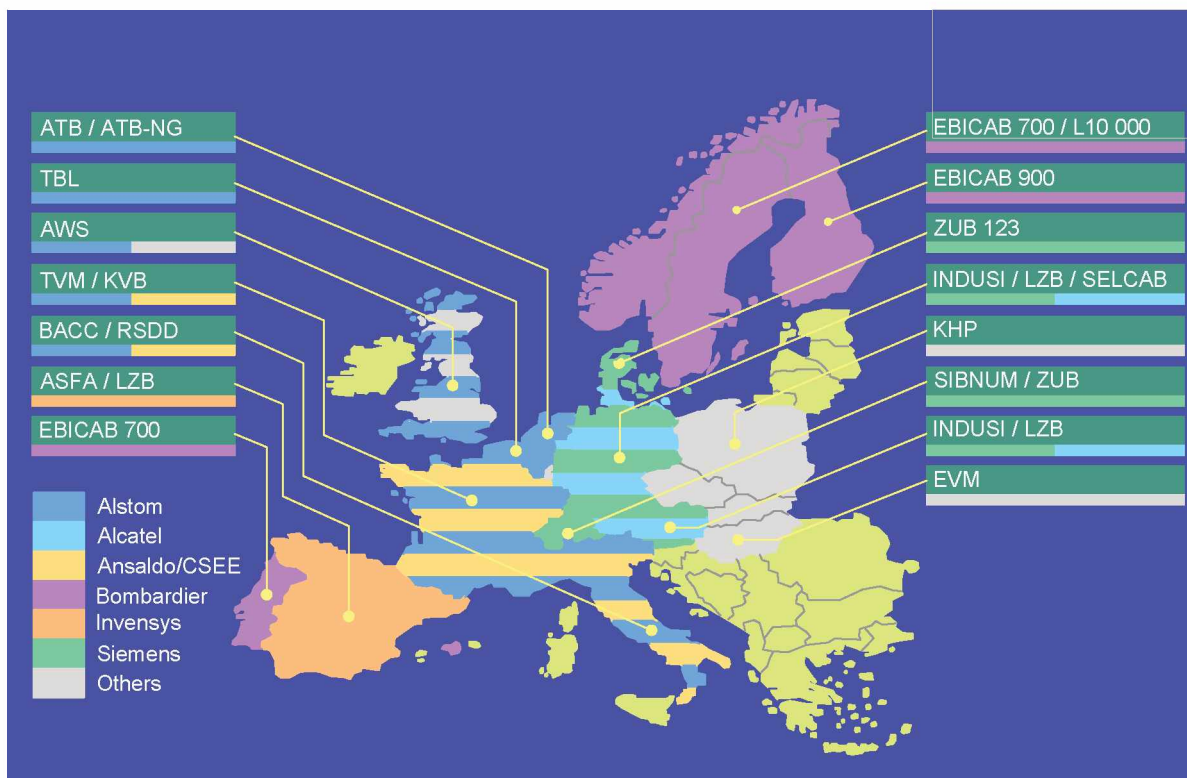 ATB / ATB-NG
TBL
AWS
TVM / KVB
BACC / RSDD
ASFA / LZB
EBICAB 700
Alstom
Alcatel
Ansaldo/CSEE
Bombardier
Invensys
Siemens
Others
EBICAB 700 / L10 000
EBICAB 900
ZUB 123
INDUSI / LZB / SELCAB
KHP
SIBNUM / ZUB
INDUSI / LZB
EVM